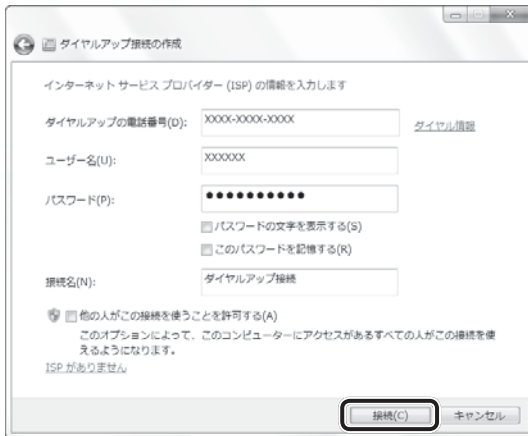 ダイヤルアップ接続の作成
インターネット サービス プロバイダー (ISP) の情報を入力します
ダイヤルアップの電話番号(D):
XXXX-XXXX-XXXX
ダイヤル情報
ユーザー名(U):
XXXXXX
パスワード(P):
●●●●●●●●●●
パスワードの文字を表示する(S)
このパスワードを記憶する(R)
接続名(N):
ダイヤルアップ接続
他の人がこの接続を使うことを許可する(A)
このオプションによって、このコンピューターにアクセスがあるすべての人がこの接続を使
えるようになります。
ISP がありません
接続(C)
キャンセル